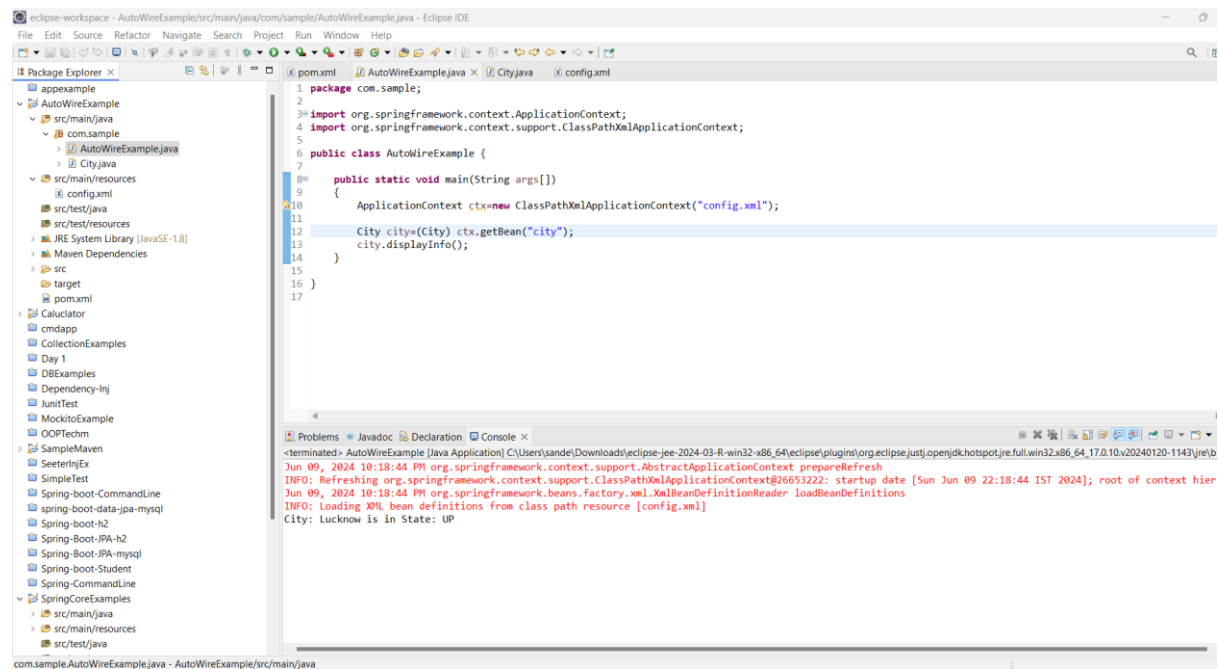 eclipse-workspace - AutoWireExample/src/main/java/com/sample/AutoWireExample.java - Eclipse IDE
File Edit Source Refactor Navigate Search Project Run Window Help
Package Explorer
appexample
AutoWireExample
src/main/java
com.sample
AutoWireExample.java
City.java
src/main/resources
config.xml
src/test/java
src/test/resources
JRE System Library [JavaSE-1.8]
Maven Dependencies
src
target
pom.xml
Caluclator
cmdapp
CollectionExamples
Day 1
DBExamples
Dependency-Inj
JunitTest
MockitoExample
OOPTechm
SampleMaven
SeeterInjEx
SimpleTest
Spring-boot-CommandLine
spring-boot-data-jpa-mysql
Spring-boot-h2
Spring-Boot-JPA-h2
Spring-Boot-JPA-mysql
Spring-boot-Student
Spring-CommandLine
SpringCoreExamples
src/main/java
src/main/resources
src/test/java
pom.xml AutoWireExample.java City.java config.xml
1 package com.sample;
2
3 import org.springframework.context.ApplicationContext;
4 import org.springframework.context.support.ClassPathXmlApplicationContext;
5
6 public class AutoWireExample {
7
8 public static void main(String args[])
9 {
10 ApplicationContext ctx=new ClassPathXmlApplicationContext("config.xml");
11
12 City city=(City) ctx.getBean("city");
13 city.displayInfo();
14 }
15
16 }
17
Problems Javadoc Declaration Console
<terminated> AutoWireExample [Java Application] C:\Users\sande\Downloads\eclipse-jee-2024-03-R-win32-x86_64\eclipse\plugins\org.eclipse.justj.openjdk.hotspot.jre.full.win32.x86_64_17.0.10.v20240120-1143\jre\b
Jun 09, 2024 10:18:44 PM org.springframework.context.support.AbstractApplicationContext prepareRefresh
INFO: Refreshing org.springframework.context.support.ClassPathXmlApplicationContext@26653222: startup date [Sun Jun 09 22:18:44 IST 2024]; root of context hier
Jun 09, 2024 10:18:44 PM org.springframework.beans.factory.xml.XmlBeanDefinitionReader loadBeanDefinitions
INFO: Loading XML bean definitions from class path resource [config.xml]
City: Lucknow is in State: UP
com.sample.AutoWireExample.java - AutoWireExample/src/main/java